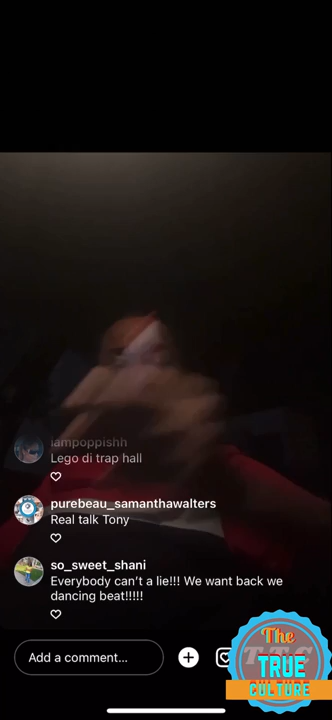 iampoppishh
Lego di trap hall
purebeau_samanthawalters
Real talk Tony
so_sweet_shani
Everybody can't a lie!!! We want back we
dancing beat!!!!!
Add a comment...
The
TRUE
CULTURE